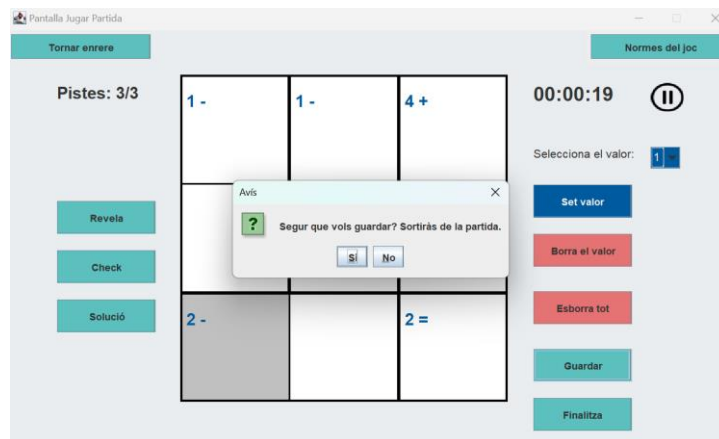 Pantalla Jugar Partida
Tornar enrere
Normes del joc
Pistes: 3/3
1 -
1 -
4 +
00:00:19
Selecciona el valor:
1
Avís
Segur que vols guardar? Sortiràs de la partida.
Sí
No
Set valor
Revela
Borra el valor
Check
Solució
2 -
2 =
Esborra tot
Guardar
Finalitza